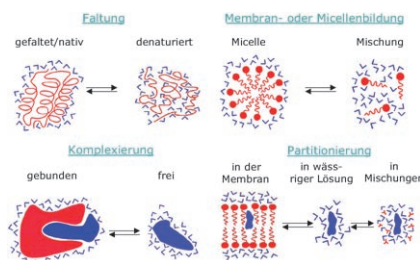 Faltung
gefaltet/nativ denaturiert
Membran- oder Micellenbildung
Micelle Mischung
Komplexierung
gebunden frei
Partitionierung
in der
Membran
in wäss-
riger Lösung
in
Mischungen